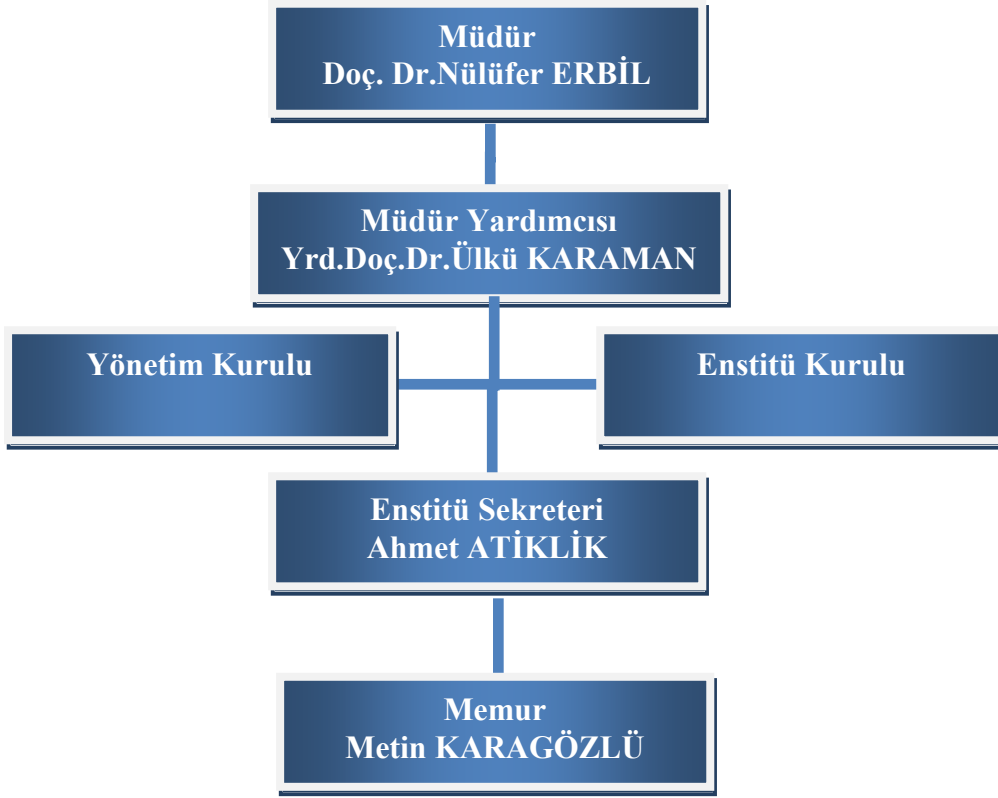 Müdür
Doç. Dr.Nülüfer ERBİL
Müdür Yardımcısı
Yrd.Doç.Dr.Ülkü KARAMAN
Yönetim Kurulu
Enstitü Kurulu
Enstitü Sekreteri
Ahmet ATİKLİK
Memur
Metin KARAGÖZLÜ